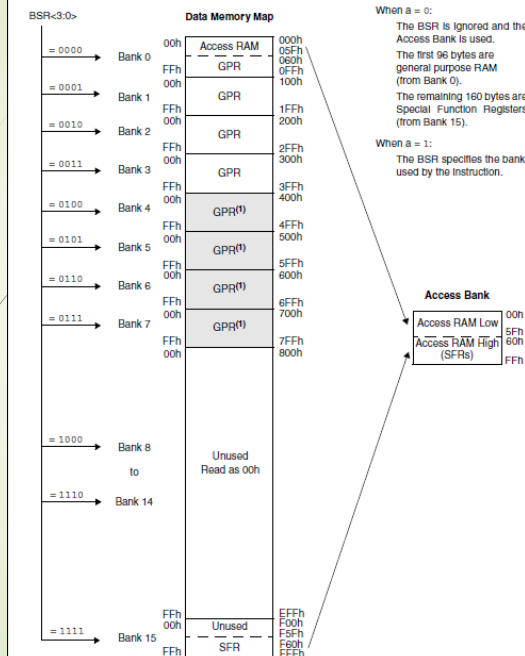 BSR<3:0>
Data Memory Map
When a = 0:
The BSR is ignored and the
Access Bank is used.
The first 96 bytes are
general purpose RAM
(from Bank 0).
The remaining 160 bytes are
Special Function Registers
(from Bank 15).
When a = 1:
The BSR specifies the bank
used by the instruction.
= 0000 Bank 0 00h Access RAM 000h
05Fh
GPR 060h
FFh 0FFh
= 0001 Bank 1 00h GPR 100h
FFh 1FFh
= 0010 Bank 2 00h GPR 200h
FFh 2FFh
= 0011 Bank 3 00h GPR 300h
FFh 3FFh
= 0100 Bank 4 00h GPR(1) 400h
FFh 4FFh
= 0101 Bank 5 00h GPR(1) 500h
FFh 5FFh
= 0110 Bank 6 00h GPR(1) 600h
FFh 6FFh
= 0111 Bank 7 00h GPR(1) 700h
FFh 7FFh
00h 800h
= 1000 Bank 8
to
= 1110 Bank 14
Unused
Read as 00h
FFh EFFh
= 1111 Bank 15 00h Unused F00h
F5Fh
SFR F60h
FFh FFFh
Access Bank
Access RAM Low 00h
5Fh
Access RAM High 60h
(SFRs)
FFh